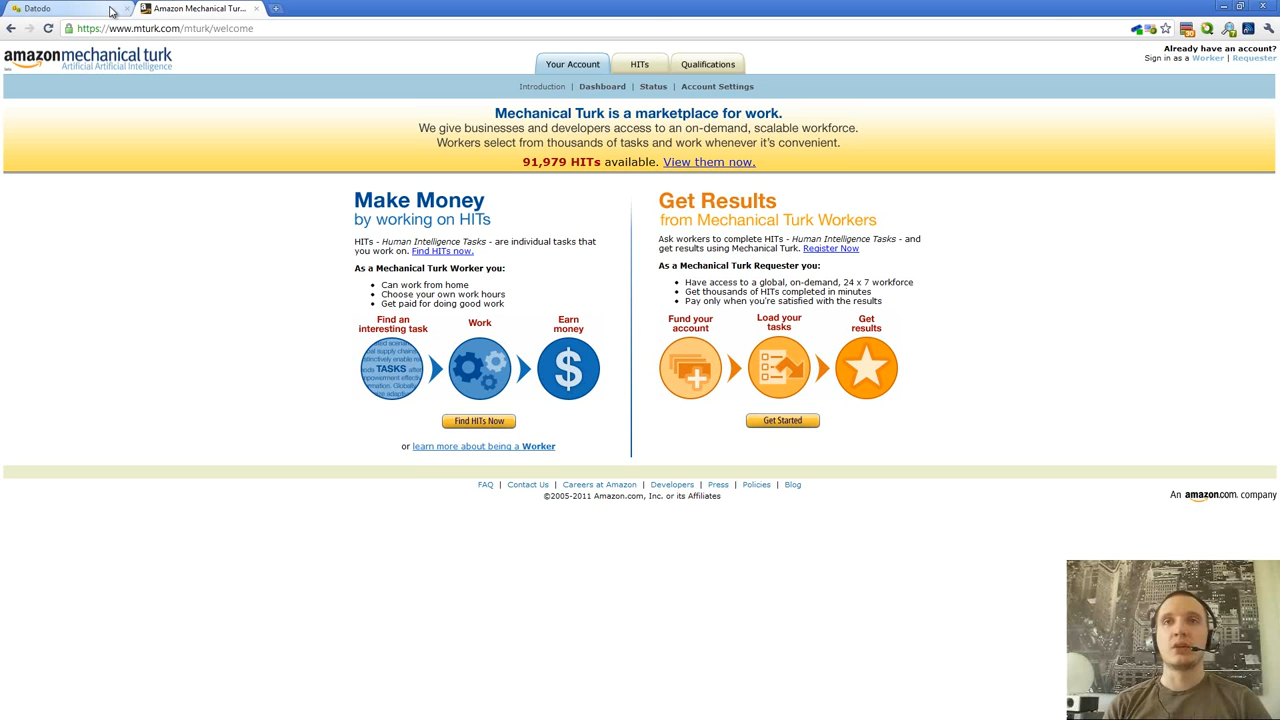 Datodo
Amazon Mechanical Tur...
https://www.mturk.com/mturk/welcome
amazonmechanical turk
beta
Artificial Artificial Intelligence
Your Account
HITs
Qualifications
Already have an account?
Sign in as a Worker | Requester
Introduction | Dashboard | Status | Account Settings
Mechanical Turk is a marketplace for work.
We give businesses and developers access to an on-demand, scalable workforce.
Workers select from thousands of tasks and work whenever it's convenient.
91,979 HITs available. View them now.
Make Money
by working on HITs
HITs - Human Intelligence Tasks - are individual tasks that
you work on. Find HITs now.
As a Mechanical Turk Worker you:
Can work from home
Choose your own work hours
Get paid for doing good work
Find an
interesting task
Work
Earn
money
TASKS
$
Find HITs Now
or learn more about being a Worker
Get Results
from Mechanical Turk Workers
Ask workers to complete HITs - Human Intelligence Tasks - and
get results using Mechanical Turk. Register Now
As a Mechanical Turk Requester you:
Have access to a global, on-demand, 24 x 7 workforce
Get thousands of HITs completed in minutes
Pay only when you're satisfied with the results
Fund your
account
Load your
tasks
Get
results
Get Started
FAQ | Contact Us | Careers at Amazon | Developers | Press | Policies | Blog
©2005-2011 Amazon.com, Inc. or its Affiliates
An amazon.com. company